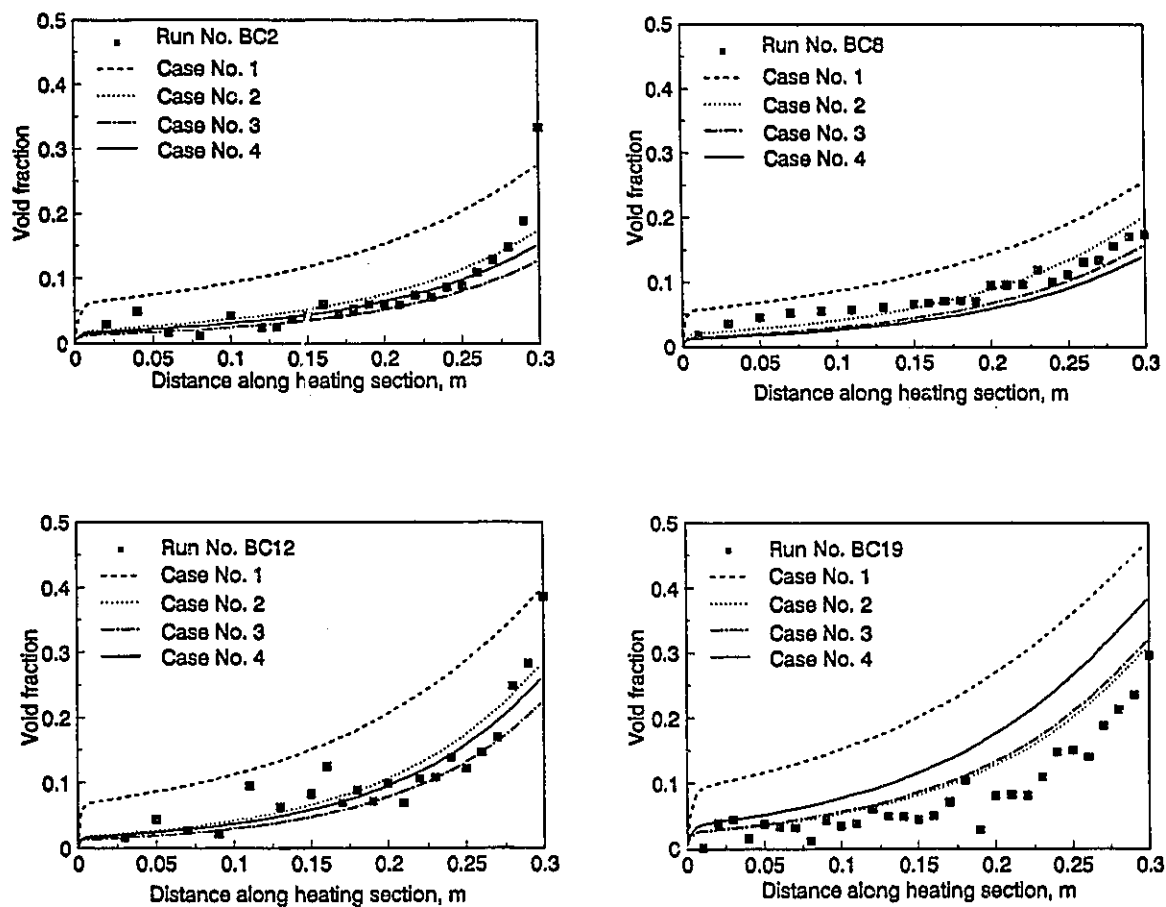 0.5
0.4
0.3
0.2
0.1
0
Void fraction
Run No. BC2
Case No. 1
Case No. 2
Case No. 3
Case No. 4
0 0.05 0.1 0.15 0.2 0.25 0.3
Distance along heating section, m
0.5
0.4
0.3
0.2
0.1
0
Void fraction
Run No. BC8
Case No. 1
Case No. 2
Case No. 3
Case No. 4
0 0.05 0.1 0.15 0.2 0.25 0.3
Distance along heating section, m
0.5
0.4
0.3
0.2
0.1
0
Void fraction
Run No. BC12
Case No. 1
Case No. 2
Case No. 3
Case No. 4
0 0.05 0.1 0.15 0.2 0.25 0.3
Distance along heating section, m
0.5
0.4
0.3
0.2
0.1
0
Void fraction
Run No. BC19
Case No. 1
Case No. 2
Case No. 3
Case No. 4
0 0.05 0.1 0.15 0.2 0.25 0.3
Distance along heating section, m